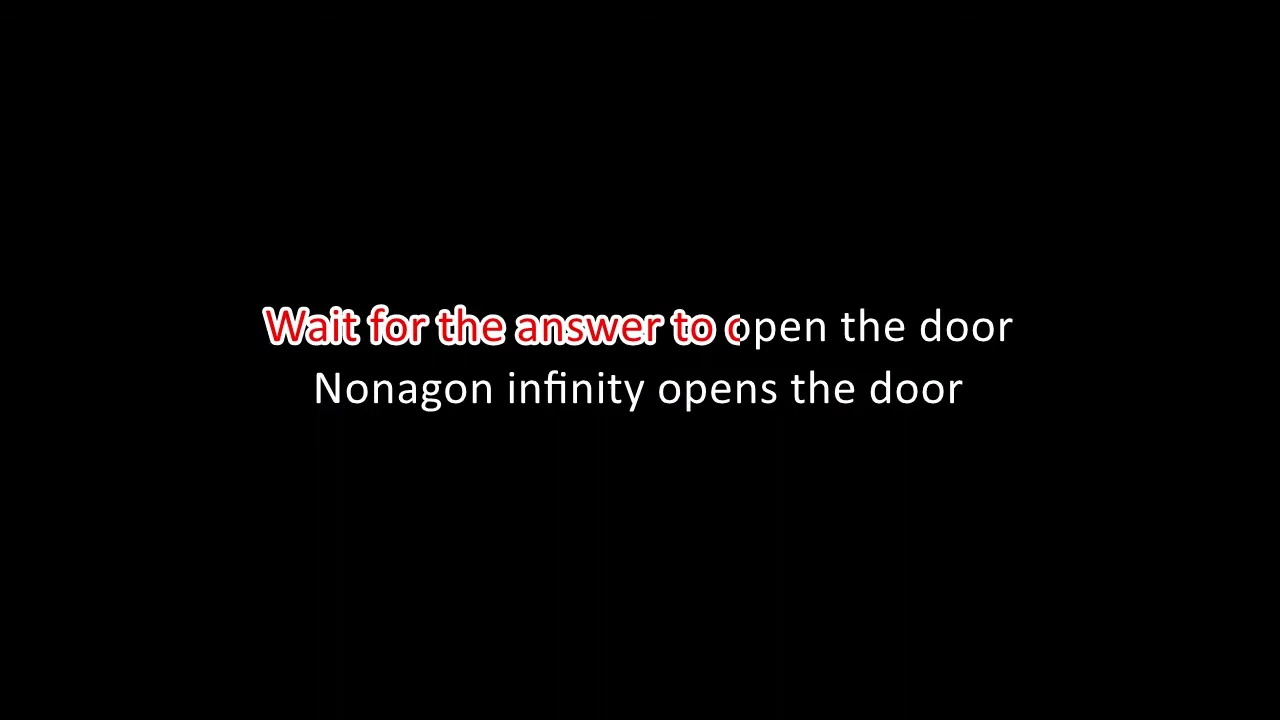 Wait for the answer to open the door
Nonagon infinity opens the door